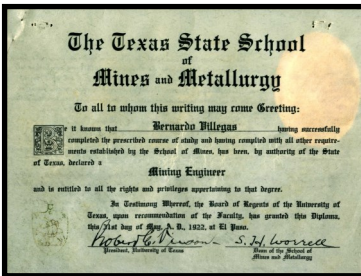 The Texas State School
of
Mines and Metallurgy
To all to whom this writing may come Greeting:
Be it known that Bernardo Villegas having successfully
completed the prescribed course of study and having complied with all other require-
ments established by the School of Mines, has been, by authority of the State
of Texas, declared a
Mining Engineer
and is entitled to all the rights and privileges appertaining to that degree.
In Testimony Whereof, the Board of Regents of the University of
Texas, upon recommendation of the Faculty, has granted this Diploma,
this 31st day of May, A. D., 1922, at El Paso.
S. H. Worrell
President, University of Texas
Dean of the School of
Mines and Metallurgy